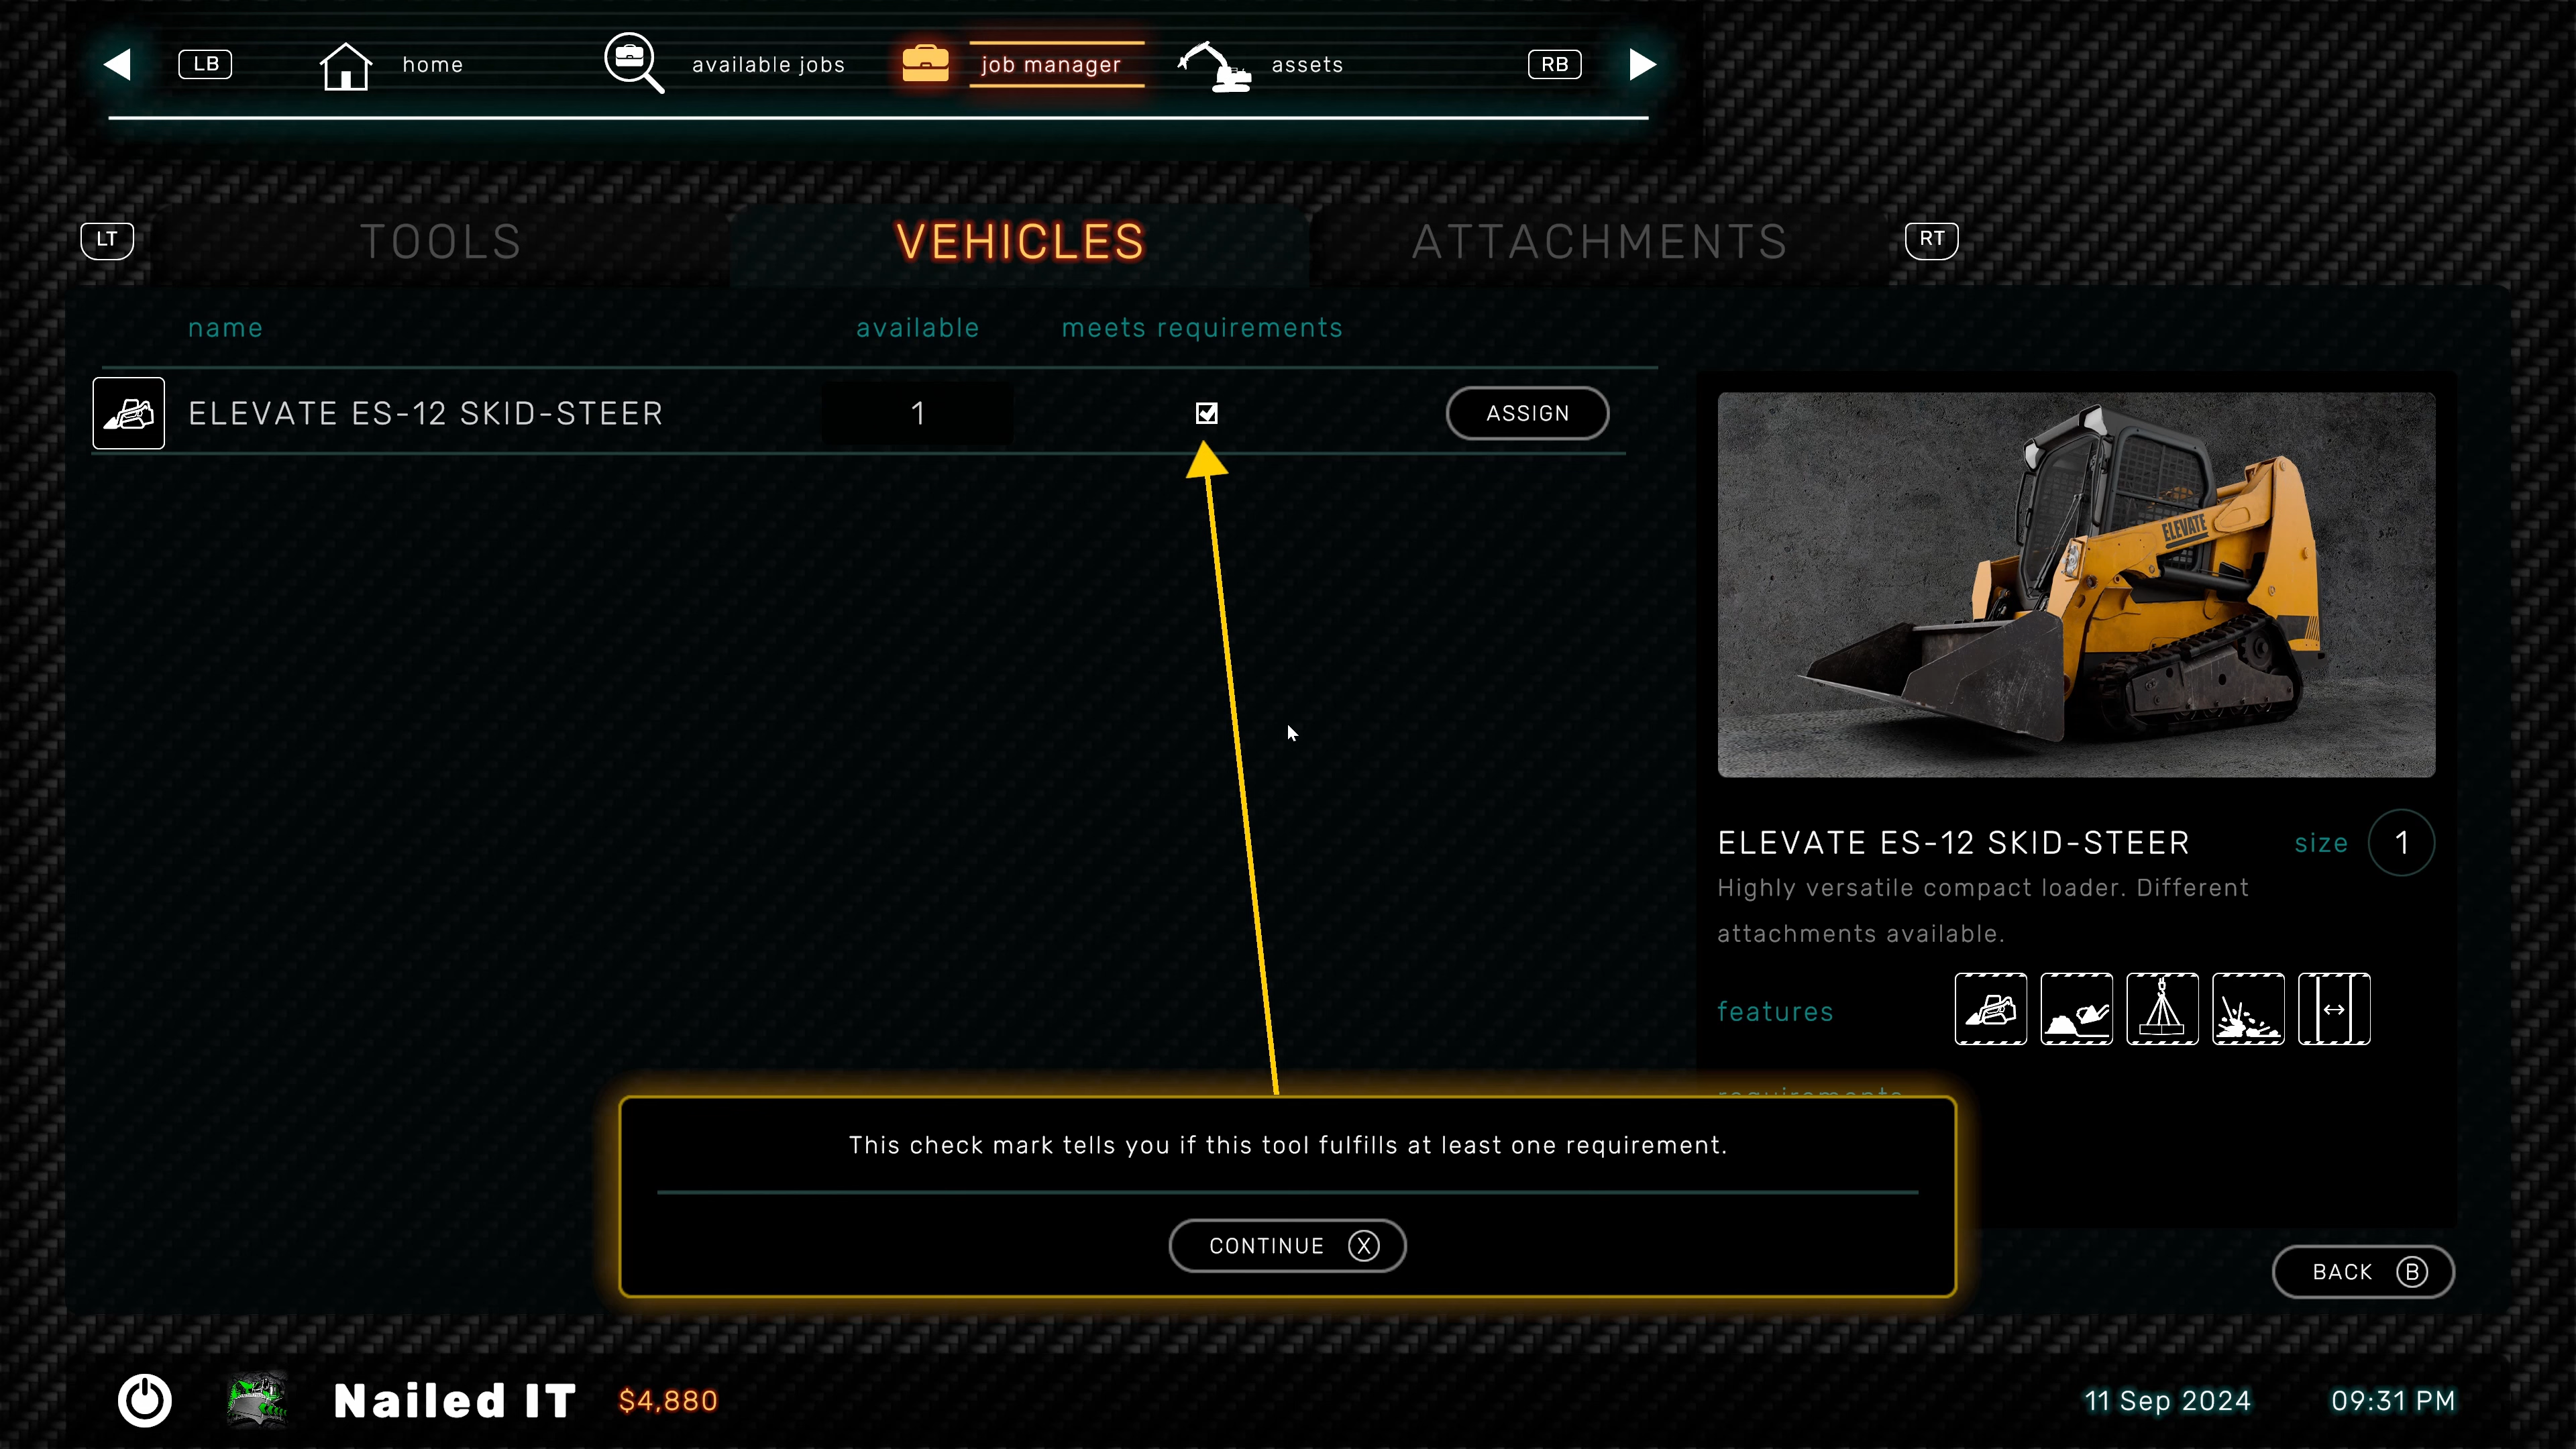 LB
home
available jobs
job manager
assets
RB
LT
TOOLS
VEHICLES
ATTACHMENTS
RT
name
available
meets requirements
ELEVATE ES-12 SKID-STEER
1
ASSIGN
ELEVATE
ELEVATE ES-12 SKID-STEER
size
1
Highly versatile compact loader. Different
attachments available.
features
requirements
This check mark tells you if this tool fulfills at least one requirement.
CONTINUE X
BACK B
Nailed IT
$4,880
11 Sep 2024
09:31 PM